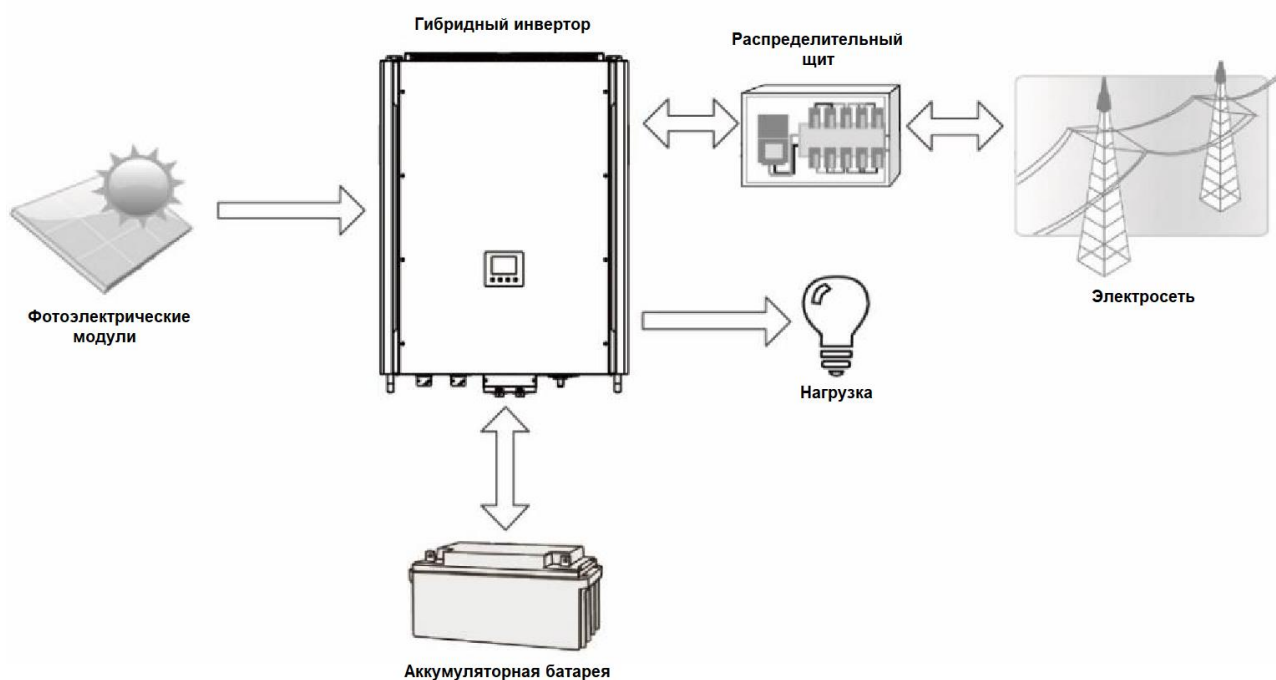 Гибридный инвертор
Распределительный
щит
Фотоэлектрические
модули
Электросеть
Нагрузка
Аккумуляторная батарея